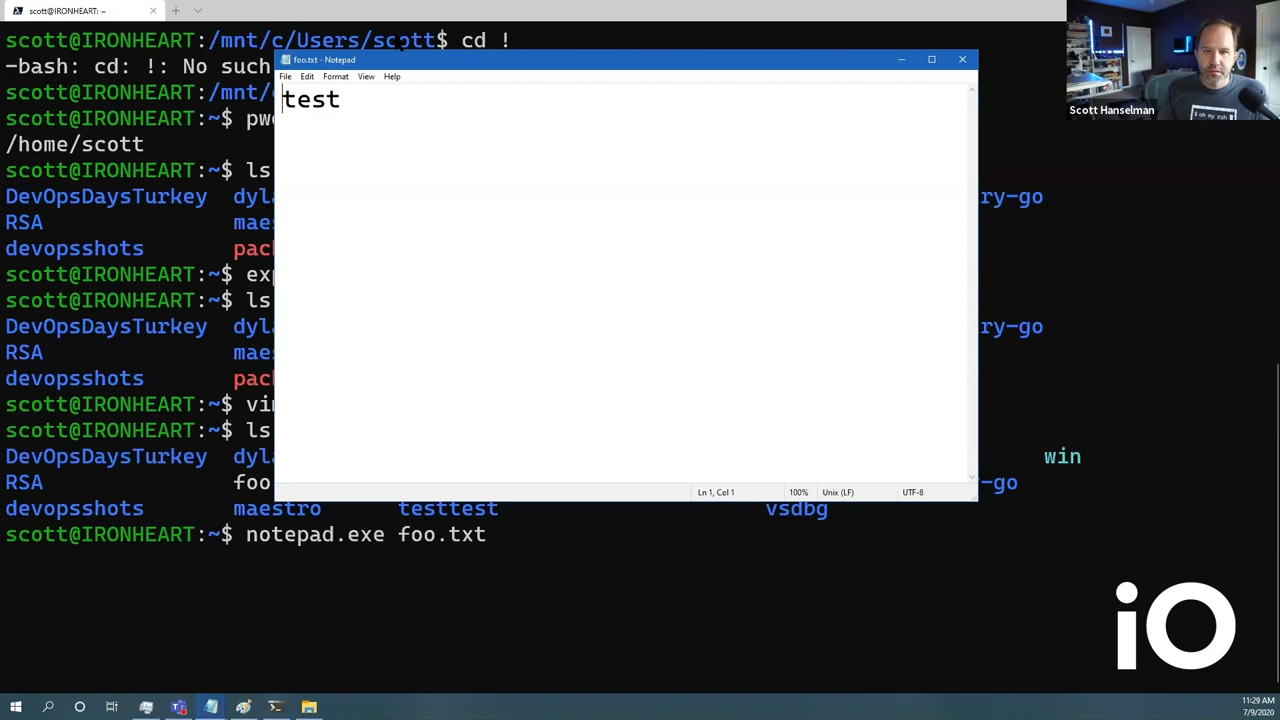 scott@IRONHEART: ~
scott@IRONHEART:/mnt/c/Users/scott$ cd !
-bash: cd: !: No such
scott@IRONHEART:/mnt/
scott@IRONHEART:~$
/home/scott
scott@IRONHEART:~$ ls
DevOpsDaysTurkey
RSA
devopsshots
scott@IRONHEART:~$
scott@IRONHEART:~$ ls
DevOpsDaysTurkey
RSA
devopsshots
scott@IRONHEART:~$
scott@IRONHEART:~$ ls
DevOpsDaysTurkey win
RSA foo
devopsshots maestro testtest vsdbg
scott@IRONHEART:~$ notepad.exe foo.txt
foo.txt - Notepad
File Edit Format View Help
test
Ln 1, Col 1 100% Unix (LF) UTF-8
Scott Hanselman
iO
11:29 AM
7/9/2020